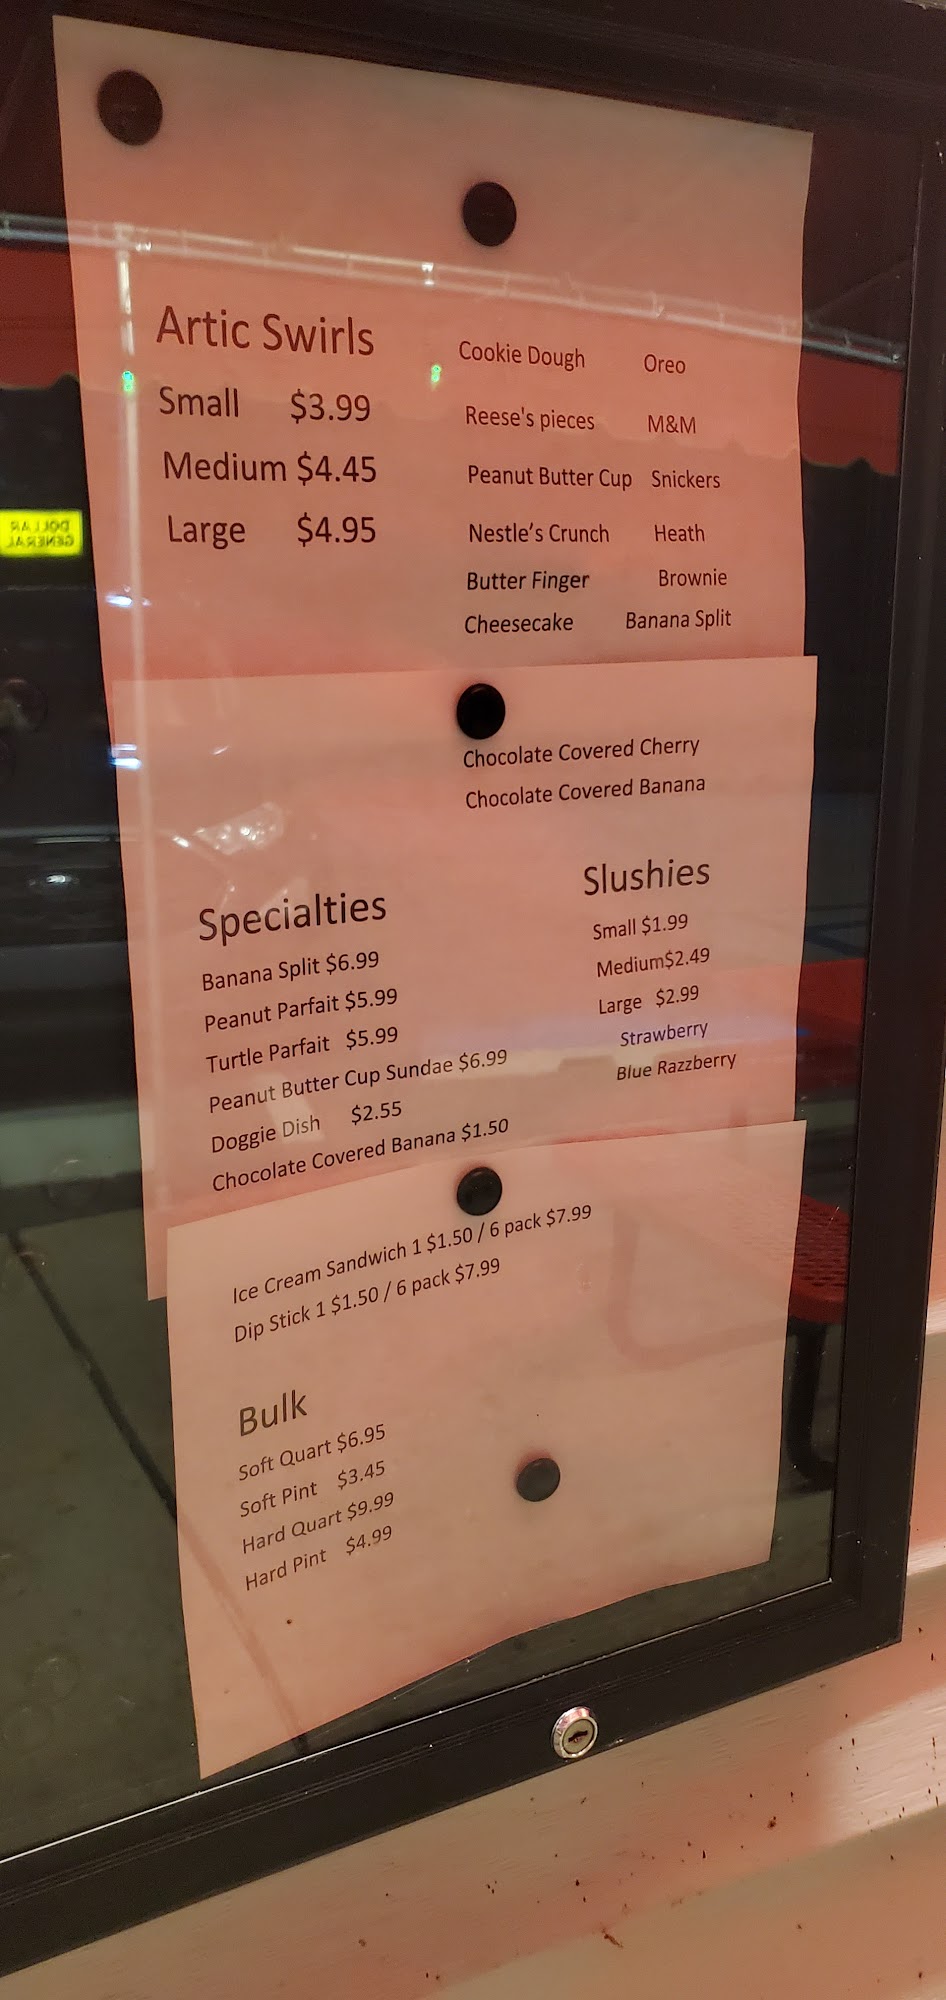 Artic Swirls
Small $3.99
Medium $4.45
Large $4.95
Cookie Dough Oreo
Reese's pieces M&M
Peanut Butter Cup Snickers
Nestle's Crunch Heath
Butter Finger Brownie
Cheesecake Banana Split
Chocolate Covered Cherry
Chocolate Covered Banana
Specialties
Banana Split $6.99
Peanut Parfait $5.99
Turtle Parfait $5.99
Peanut Butter Cup Sundae $6.99
Doggie Dish $2.55
Chocolate Covered Banana $1.50
Ice Cream Sandwich 1 $1.50 / 6 pack $7.99
Dip Stick 1 $1.50 / 6 pack $7.99
Slushies
Small $1.99
Medium$2.49
Large $2.99
Strawberry
Blue Razzberry
Bulk
Soft Quart $6.95
Soft Pint $3.45
Hard Quart $9.99
Hard Pint $4.99
DOLLAR
GENERAL